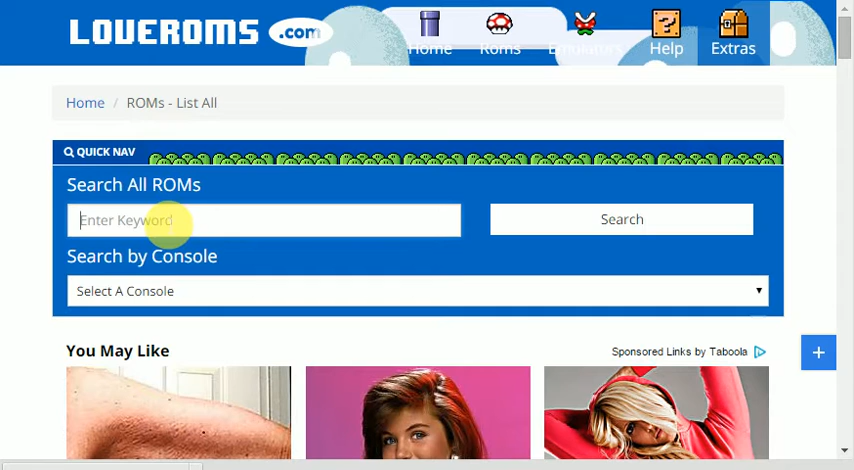 LOVEROMS .com
Home Roms Emulators Help Extras
Home / ROMs - List All
QUICK NAV
Search All ROMs
Enter Keyword Search
Search by Console
Select A Console
You May Like Sponsored Links by Taboola
+